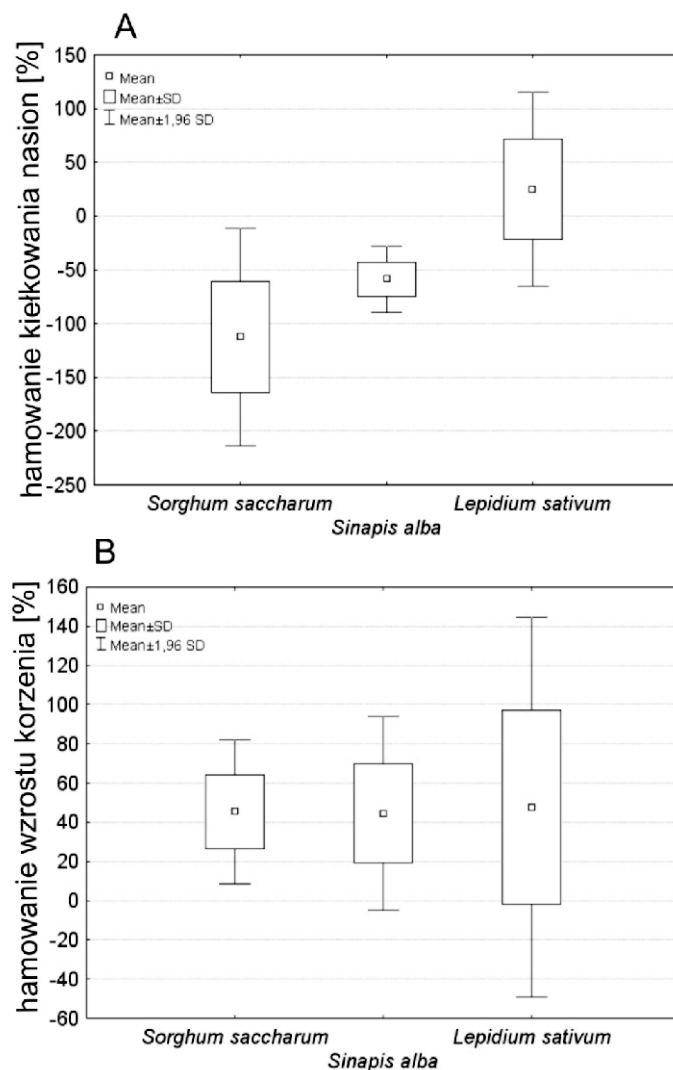 A
hamowanie kiełkowania nasion [%]
150
100
50
0
-50
-100
-150
-200
-250
Mean
Mean±SD
Mean±1,96 SD
Sorghum saccharum
Sinapis alba
Lepidium sativum
B
hamowanie wzrostu korzenia [%]
160
140
120
100
80
60
40
20
0
-20
-40
-60
Mean
Mean±SD
Mean±1,96 SD
Sorghum saccharum
Sinapis alba
Lepidium sativum